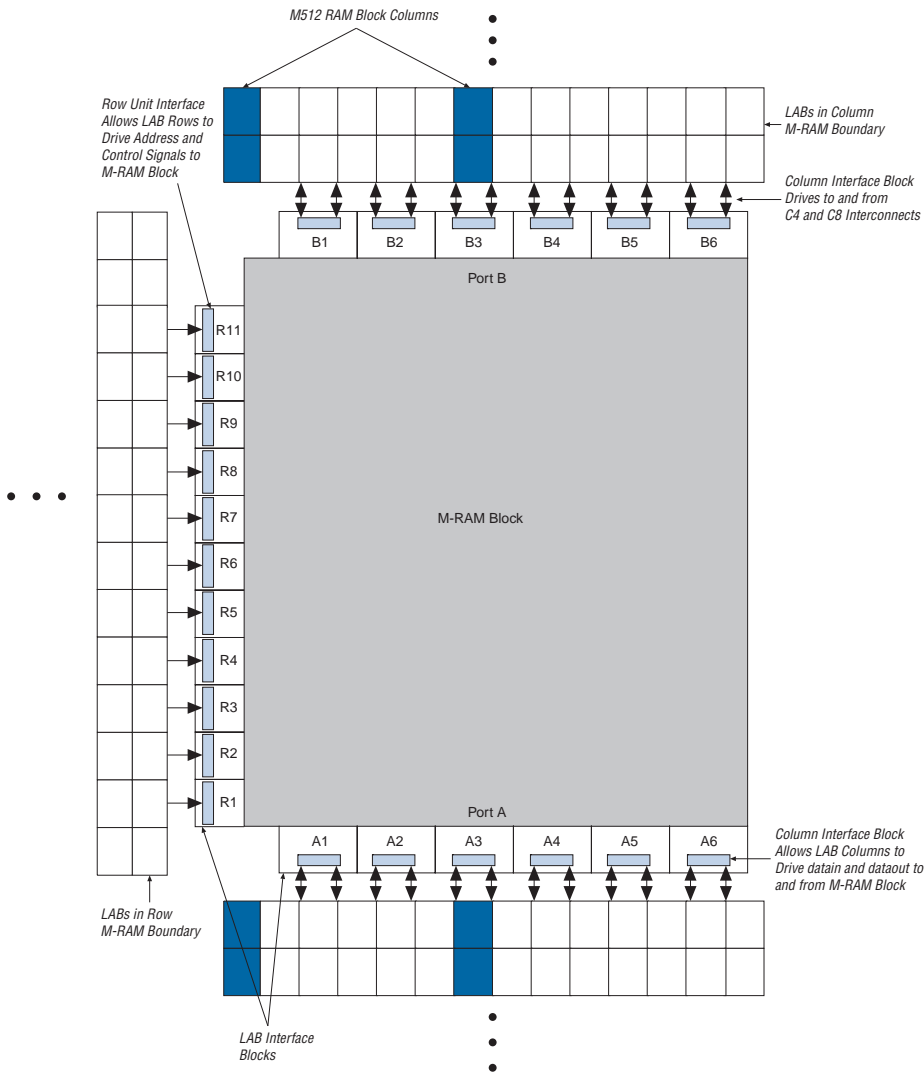 M512 RAM Block Columns
Row Unit Interface
Allows LAB Rows to
Drive Address and
Control Signals to
M-RAM Block
LABs in Column
M-RAM Boundary
Column Interface Block
Drives to and from
C4 and C8 Interconnects
B1 B2 B3 B4 B5 B6
Port B
R11
R10
R9
R8
R7
M-RAM Block
R6
R5
R4
R3
R2
R1
Port A
A1 A2 A3 A4 A5 A6
Column Interface Block
Allows LAB Columns to
Drive datain and dataout to
and from M-RAM Block
LABs in Row
M-RAM Boundary
LAB Interface
Blocks